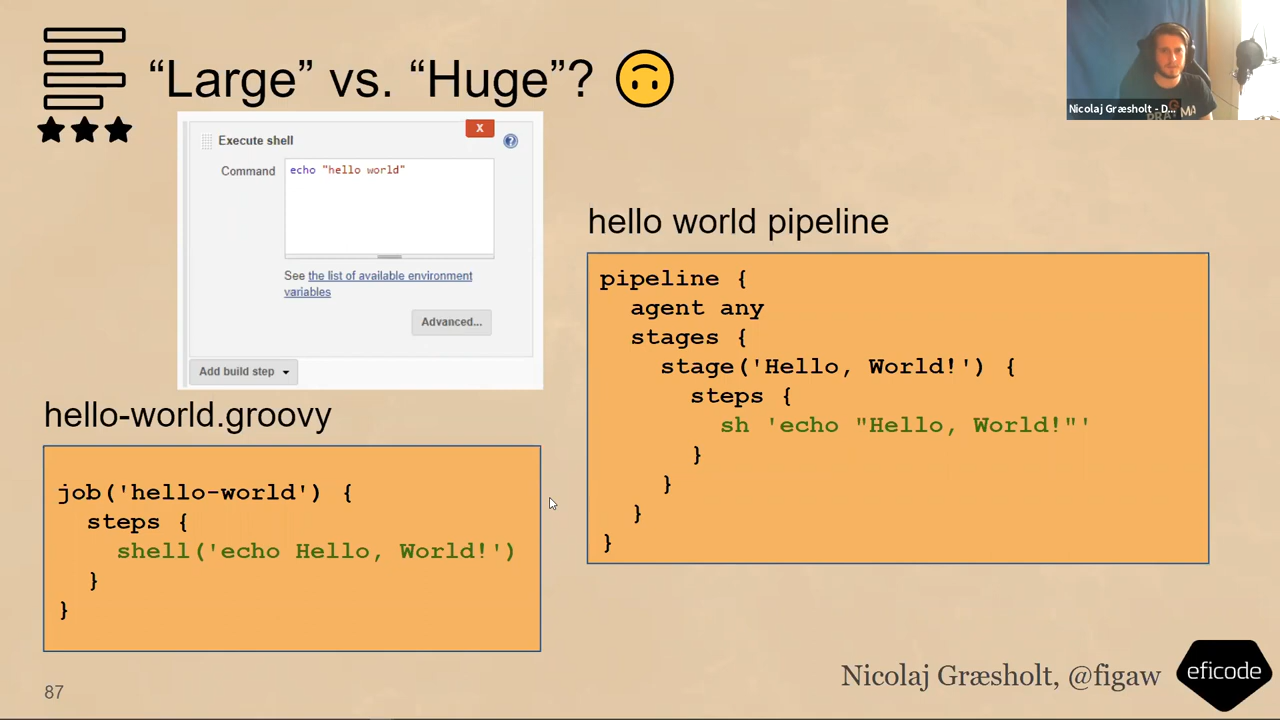 “Large” vs. “Huge”? 🙃
Nicolaj Græsholt - D...
X
Execute shell
?
Command
echo "hello world"
See the list of available environment
variables
Advanced...
Add build step
hello-world.groovy
job('hello-world') {
steps {
shell('echo Hello, World!')
}
}
hello world pipeline
pipeline {
agent any
stages {
stage('Hello, World!') {
steps {
sh 'echo "Hello, World!"'
}
}
}
}
87
Nicolaj Græsholt, @figaw
eficode